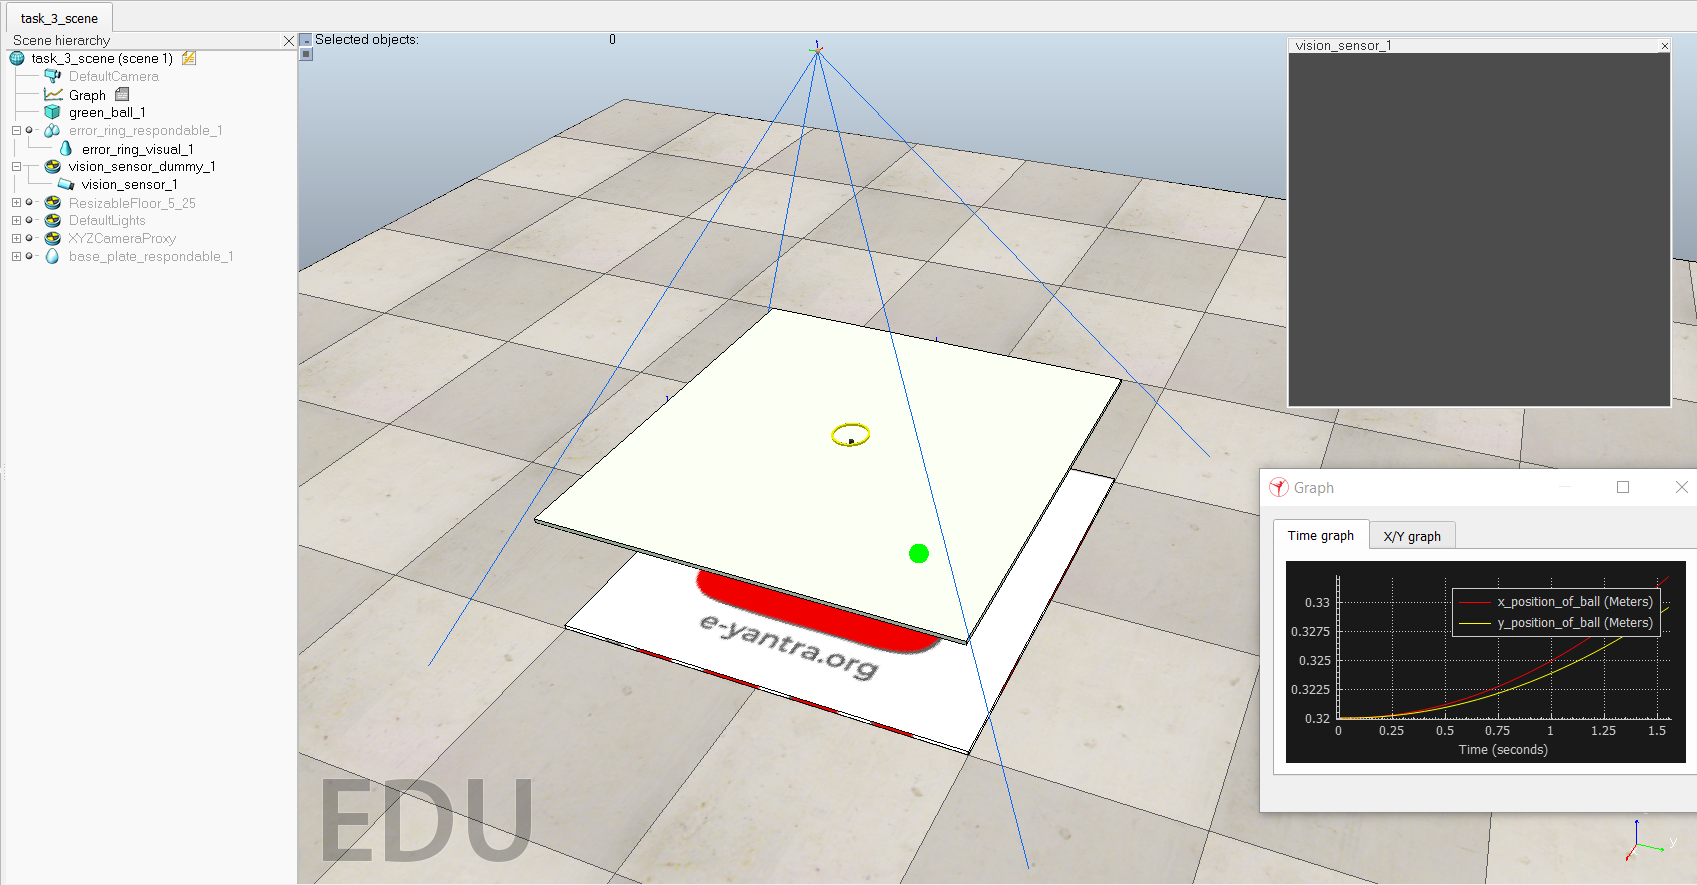 task_3_scene
Scene hierarchy
task_3_scene (scene 1)
DefaultCamera
Graph
green_ball_1
error_ring_respondable_1
error_ring_visual_1
vision_sensor_dummy_1
vision_sensor_1
ResizableFloor_5_25
DefaultLights
XYZCameraProxy
base_plate_respondable_1
Selected objects: 0
vision_sensor_1
e-yantra.org
EDU
Graph
Time graph
X/Y graph
x_position_of_ball (Meters)
y_position_of_ball (Meters)
0.33
0.3275
0.325
0.3225
0.32
0 0.25 0.5 0.75 1 1.25 1.5
Time (seconds)
y